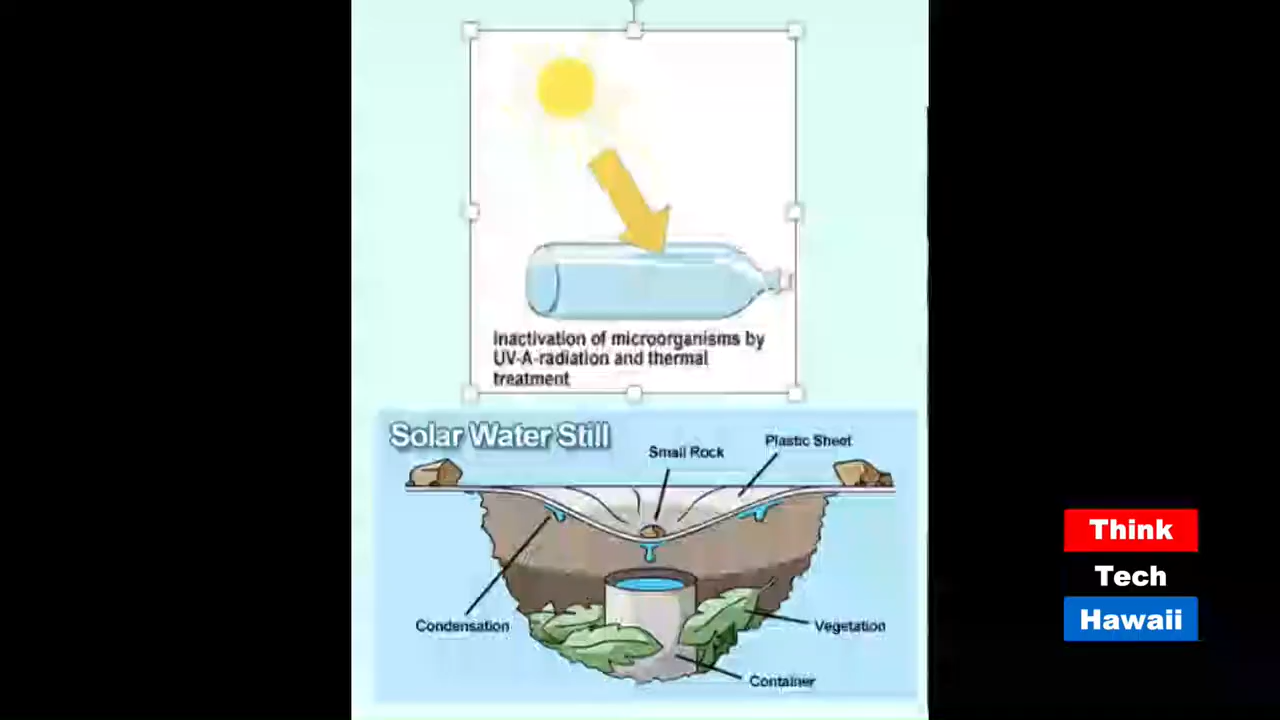 Inactivation of microorganisms by
UV-A-radiation and thermal
treatment
Solar Water Still
Small Rock
Plastic Sheet
Condensation
Vegetation
Container
Think
Tech
Hawaii